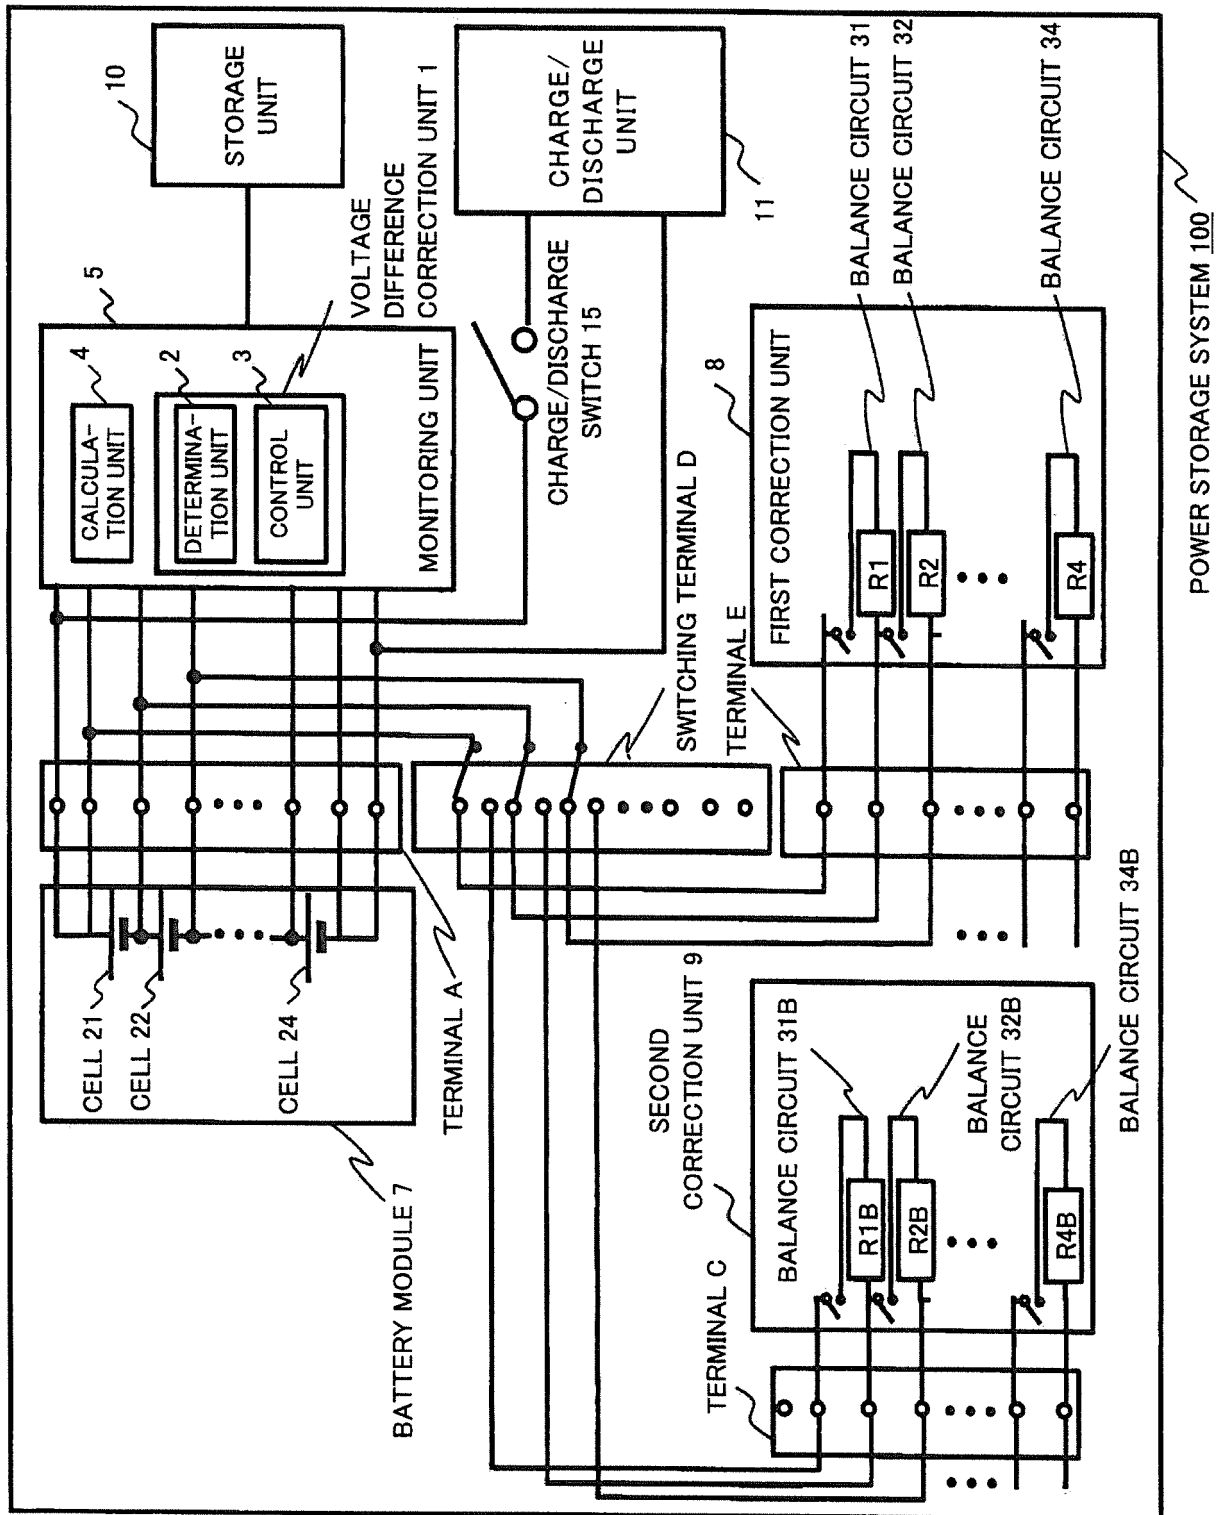 10
STORAGE
UNIT
CHARGE/
DISCHARGE
UNIT
11
5
4
CALCULA-
TION UNIT
2
DETERMINA-
TION UNIT
3
CONTROL
UNIT
MONITORING UNIT
VOLTAGE
DIFFERENCE
CORRECTION UNIT 1
CHARGE/DISCHARGE
SWITCH 15
BALANCE CIRCUIT 31
BALANCE CIRCUIT 32
BALANCE CIRCUIT 34
8
FIRST CORRECTION UNIT
R1
R2
R4
SWITCHING TERMINAL D
TERMINAL E
CELL 21
CELL 22
CELL 24
TERMINAL A
BATTERY MODULE 7
SECOND
CORRECTION UNIT 9
BALANCE CIRCUIT 31B
BALANCE
CIRCUIT 32B
BALANCE CIRCUIT 34B
R1B
R2B
R4B
TERMINAL C
POWER STORAGE SYSTEM 100